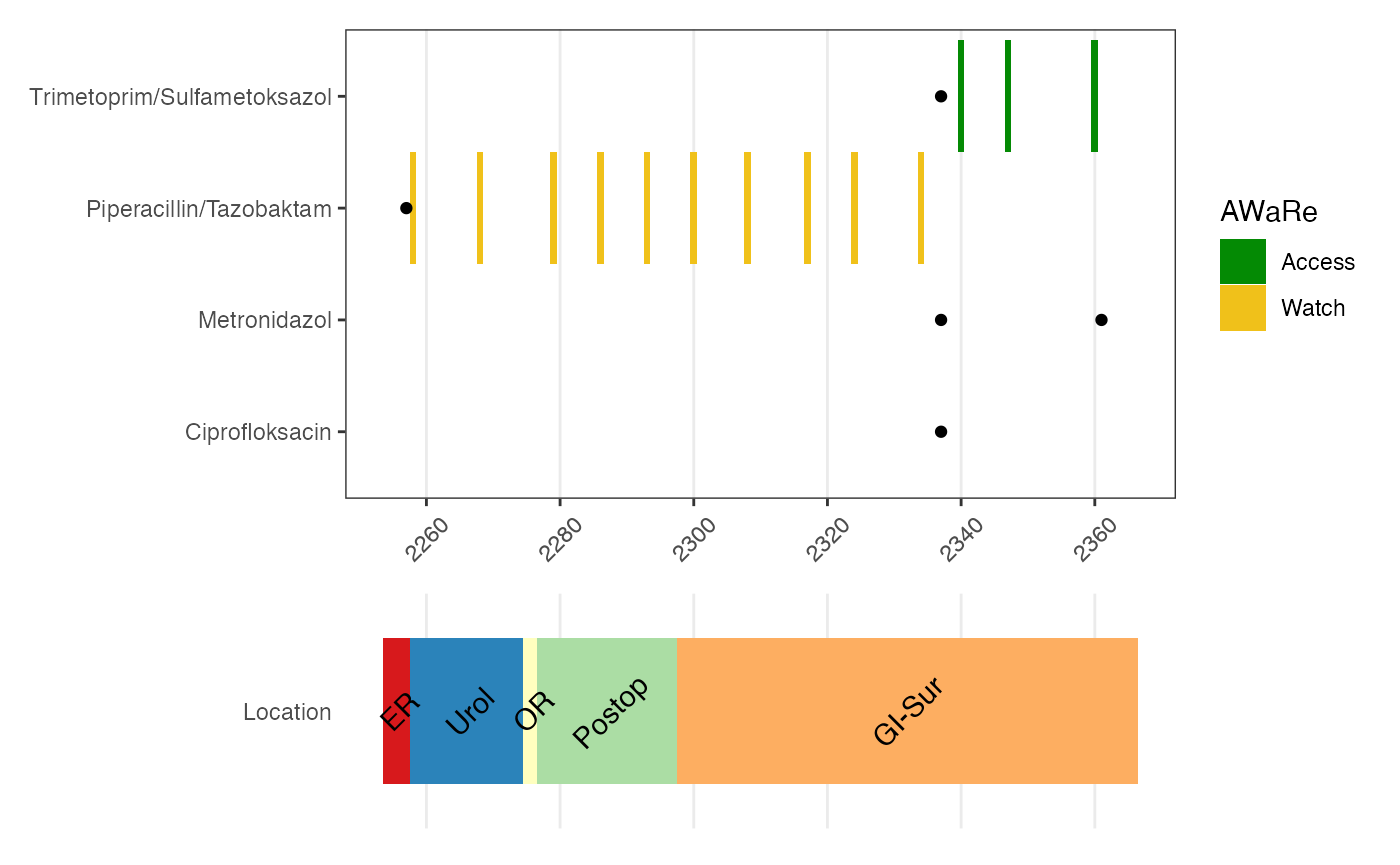 Trimetoprim/Sulfametoksazol
Piperacillin/Tazobaktam
Metronidazol
Ciprofloksacin
2260
2280
2300
2320
2340
2360
AWaRe
Access
Watch
Location
ER
Urol
OR
Postop
GI-Sur